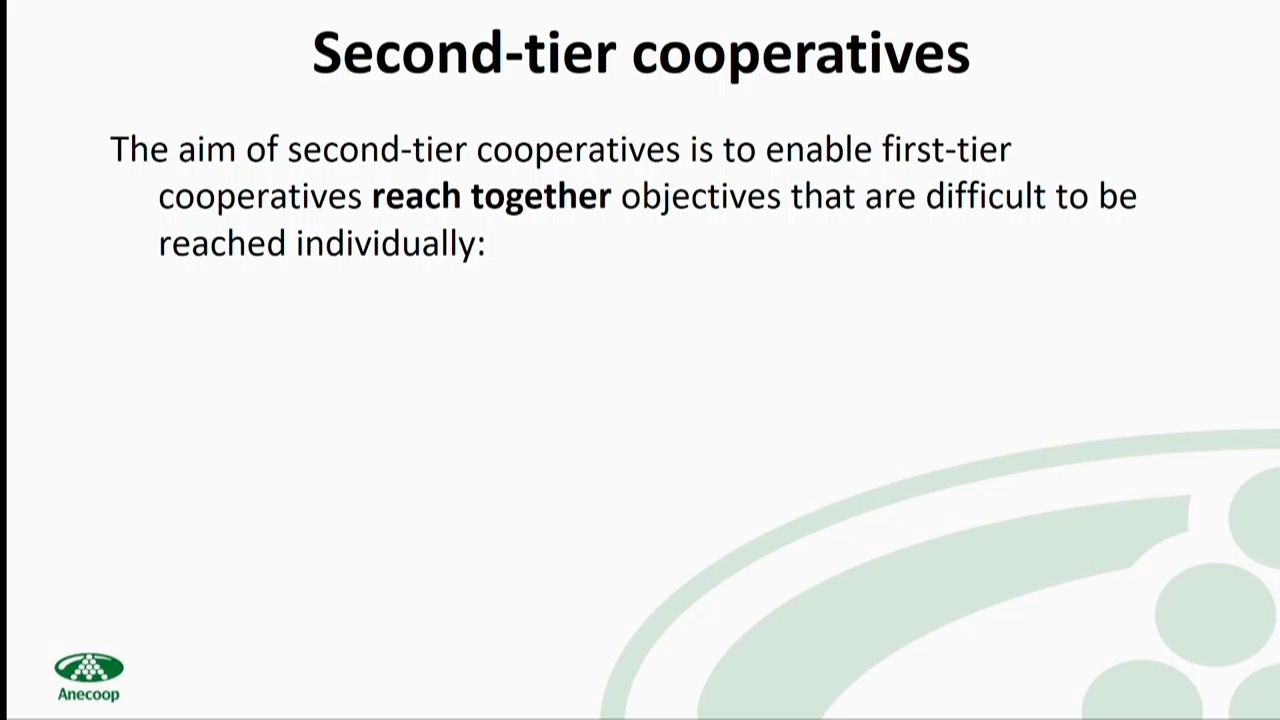 Second-tier cooperatives
The aim of second-tier cooperatives is to enable first-tier
cooperatives reach together objectives that are difficult to be
reached individually:
Anecoop